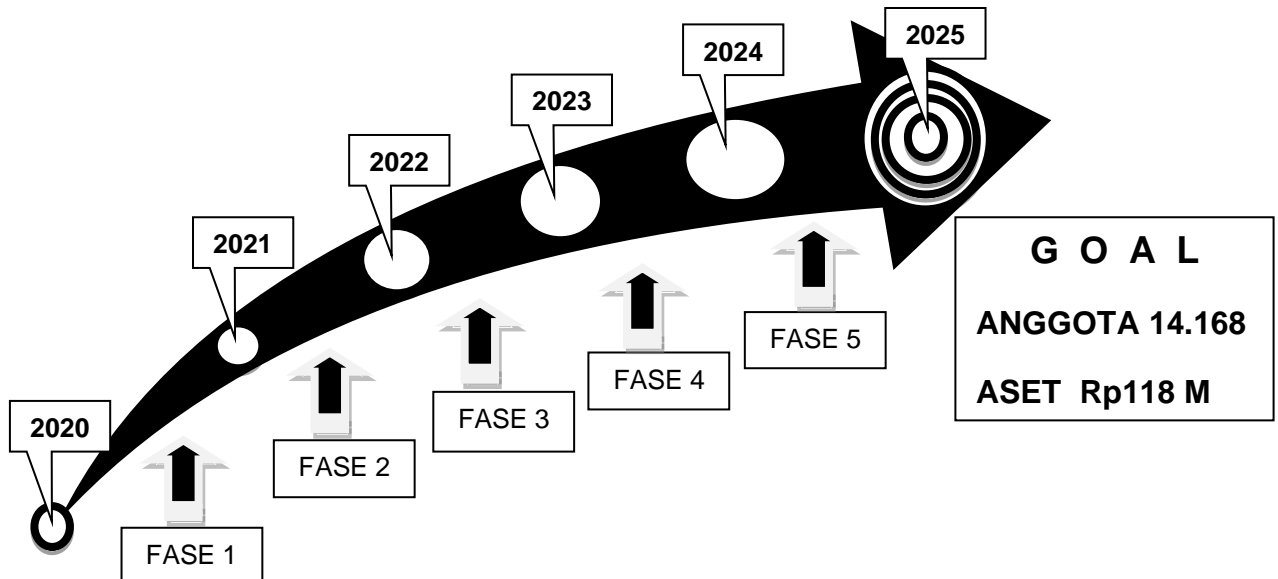 2025
2024
2023
2022
2021
2020
G O A L
ANGGOTA 14.168
ASET Rp118 M
FASE 5
FASE 4
FASE 3
FASE 2
FASE 1